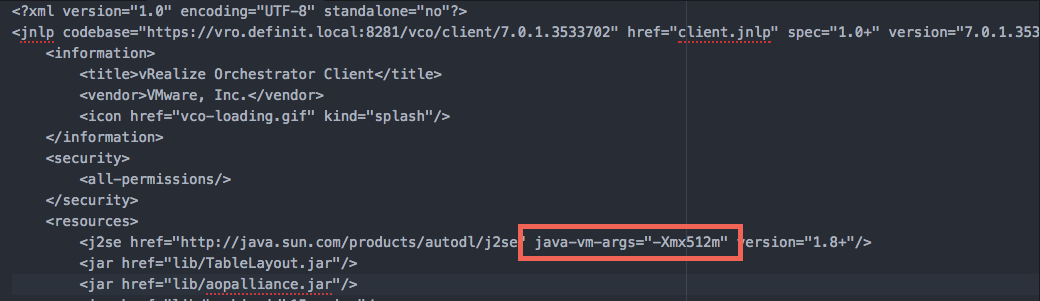 <?xml version="1.0" encoding="UTF-8" standalone="no"?>
<jnlp codebase="https://vro.definit.local:8281/vco/client/7.0.1.3533702" href="client.jnlp" spec="1.0+" version="7.0.1.353
<information>
<title>vRealize Orchestrator Client</title>
<vendor>VMware, Inc.</vendor>
<icon href="vco-loading.gif" kind="splash"/>
</information>
<security>
<all-permissions/>
</security>
<resources>
<j2se href="http://java.sun.com/products/autodl/j2se" java-vm-args="-Xmx512m" version="1.8+"/>
<jar href="lib/TableLayout.jar"/>
<jar href="lib/aopalliance.jar"/>